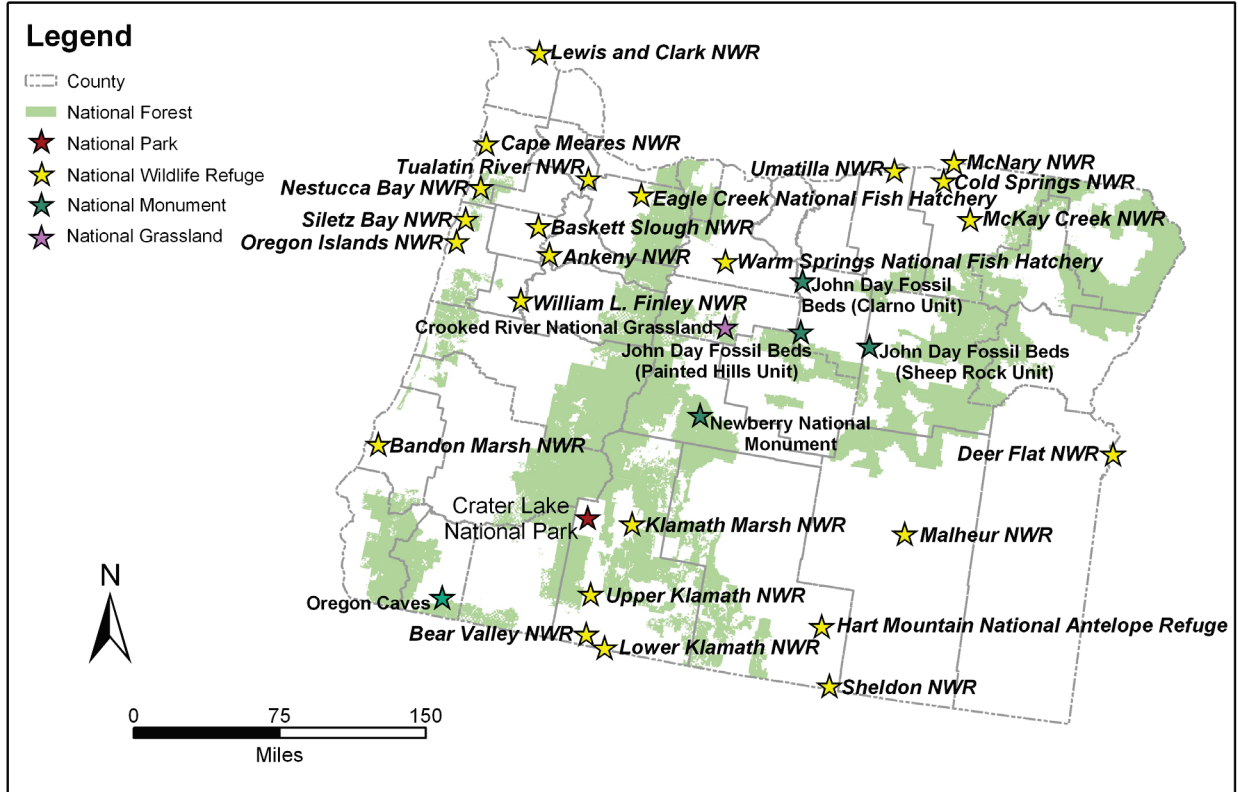 Legend
County
National Forest
National Park
National Wildlife Refuge
National Monument
National Grassland
Lewis and Clark NWR
Cape Meares NWR
Tualatin River NWR
Nestucca Bay NWR
Siletz Bay NWR
Oregon Islands NWR
Umatilla NWR
McNary NWR
Cold Springs NWR
Eagle Creek National Fish Hatchery
McKay Creek NWR
Baskett Slough NWR
Ankeny NWR
Warm Springs National Fish Hatchery
John Day Fossil
Beds (Clarno Unit)
William L. Finley NWR
Crooked River National Grassland
John Day Fossil Beds
(Painted Hills Unit)
John Day Fossil Beds
(Sheep Rock Unit)
Newberry National
Monument
Bandon Marsh NWR
Deer Flat NWR
Crater Lake
National Park
Klamath Marsh NWR
Malheur NWR
Oregon Caves
Upper Klamath NWR
Bear Valley NWR
Lower Klamath NWR
Hart Mountain National Antelope Refuge
Sheldon NWR
N
0 75 150
Miles